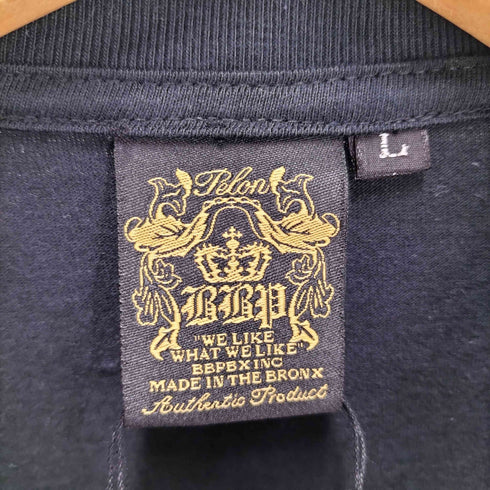 Pelon
L
BBP
"WE LIKE
WHAT WE LIKE"
BBPBX INC
MADE IN THE BRONX
Authentic Product